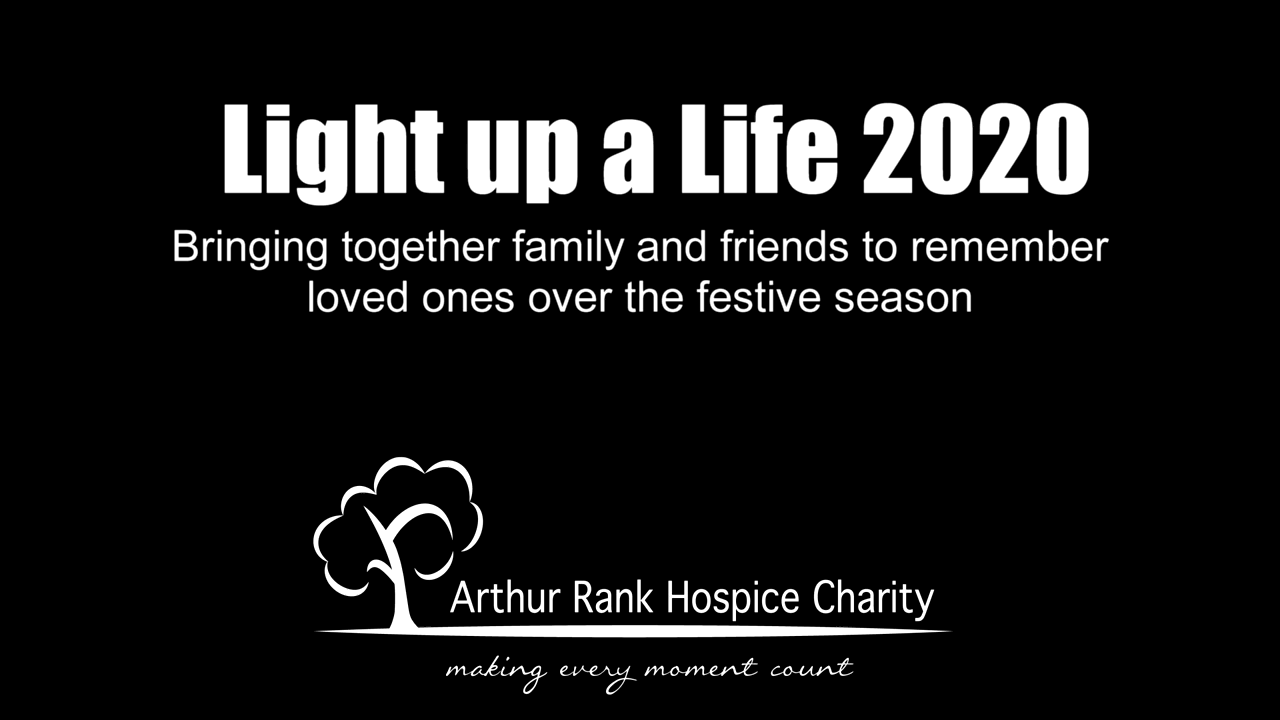 Light up a Life 2020
Bringing together family and friends to remember
loved ones over the festive season
Arthur Rank Hospice Charity
making every moment count